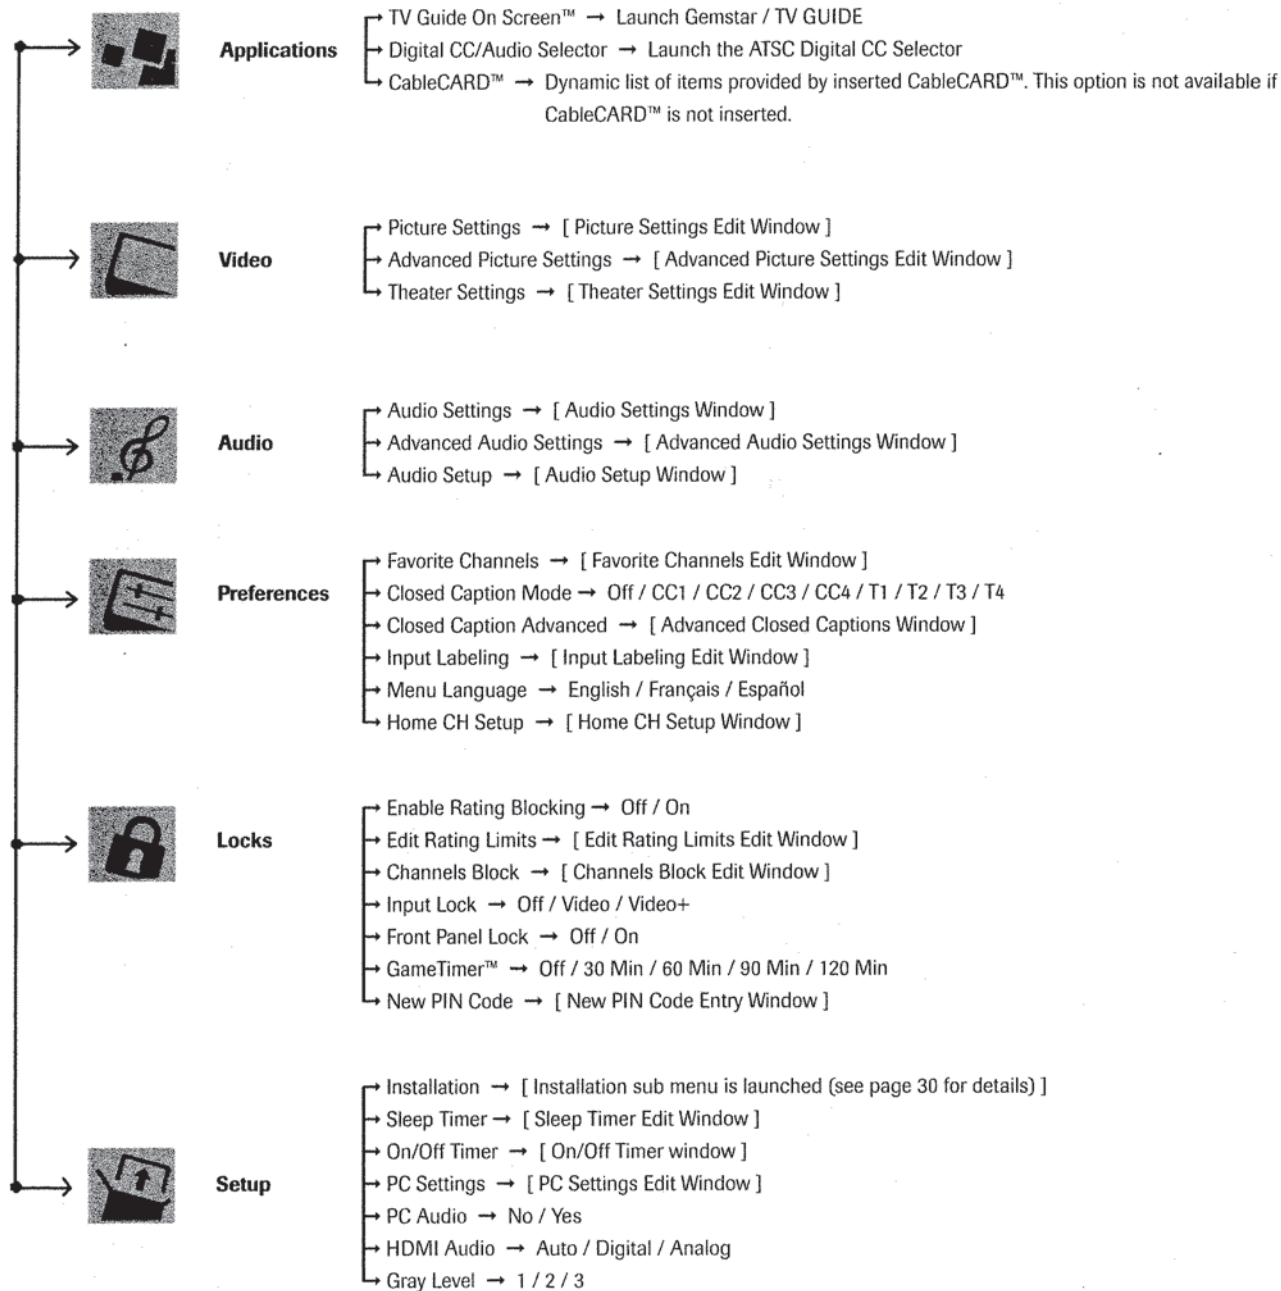 TV Guide On Screen™ → Launch Gemstar / TV GUIDE
Applications
Digital CC/Audio Selector → Launch the ATSC Digital CC Selector
CableCARD™ → Dynamic list of items provided by inserted CableCARD™. This option is not available if
CableCARD™ is not inserted.
Picture Settings → [ Picture Settings Edit Window ]
Video
Advanced Picture Settings → [ Advanced Picture Settings Edit Window ]
Theater Settings → [ Theater Settings Edit Window ]
Audio Settings → [ Audio Settings Window ]
Audio
Advanced Audio Settings → [ Advanced Audio Settings Window ]
Audio Setup → [ Audio Setup Window ]
Favorite Channels → [ Favorite Channels Edit Window ]
Preferences
Closed Caption Mode → Off / CC1 / CC2 / CC3 / CC4 / T1 / T2 / T3 / T4
Closed Caption Advanced → [ Advanced Closed Captions Window ]
Input Labeling → [ Input Labeling Edit Window ]
Menu Language → English / Français / Español
Home CH Setup → [ Home CH Setup Window ]
Enable Rating Blocking → Off / On
Locks
Edit Rating Limits → [ Edit Rating Limits Edit Window ]
Channels Block → [ Channels Block Edit Window ]
Input Lock → Off / Video / Video+
Front Panel Lock → Off / On
GameTimer™ → Off / 30 Min / 60 Min / 90 Min / 120 Min
New PIN Code → [ New PIN Code Entry Window ]
Installation → [ Installation sub menu is launched (see page 30 for details) ]
Sleep Timer → [ Sleep Timer Edit Window ]
On/Off Timer → [ On/Off Timer window ]
Setup
PC Settings → [ PC Settings Edit Window ]
PC Audio → No / Yes
HDMI Audio → Auto / Digital / Analog
Gray Level → 1 / 2 / 3